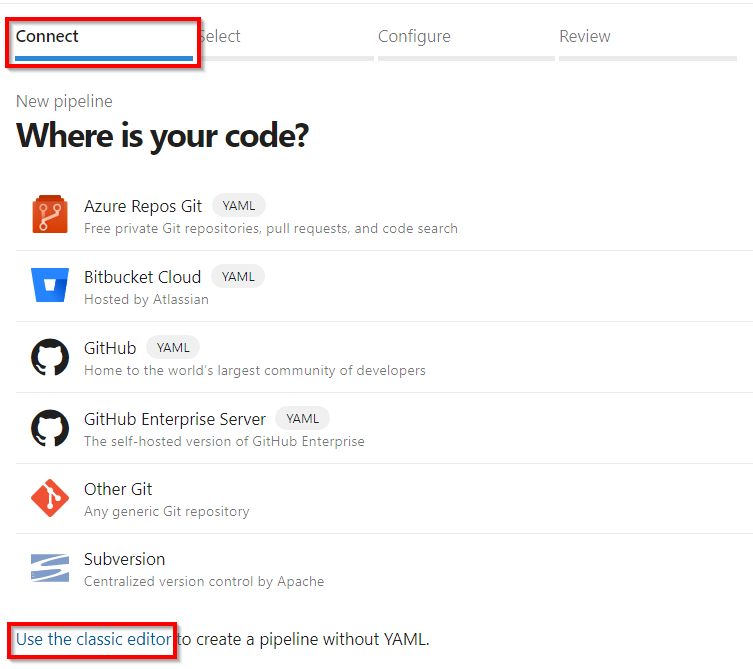 Connect Select Configure Review
New pipeline
Where is your code?
Azure Repos Git YAML
Free private Git repositories, pull requests, and code search
Bitbucket Cloud YAML
Hosted by Atlassian
GitHub YAML
Home to the world's largest community of developers
GitHub Enterprise Server YAML
The self-hosted version of GitHub Enterprise
Other Git
Any generic Git repository
Subversion
Centralized version control by Apache
Use the classic editor to create a pipeline without YAML.